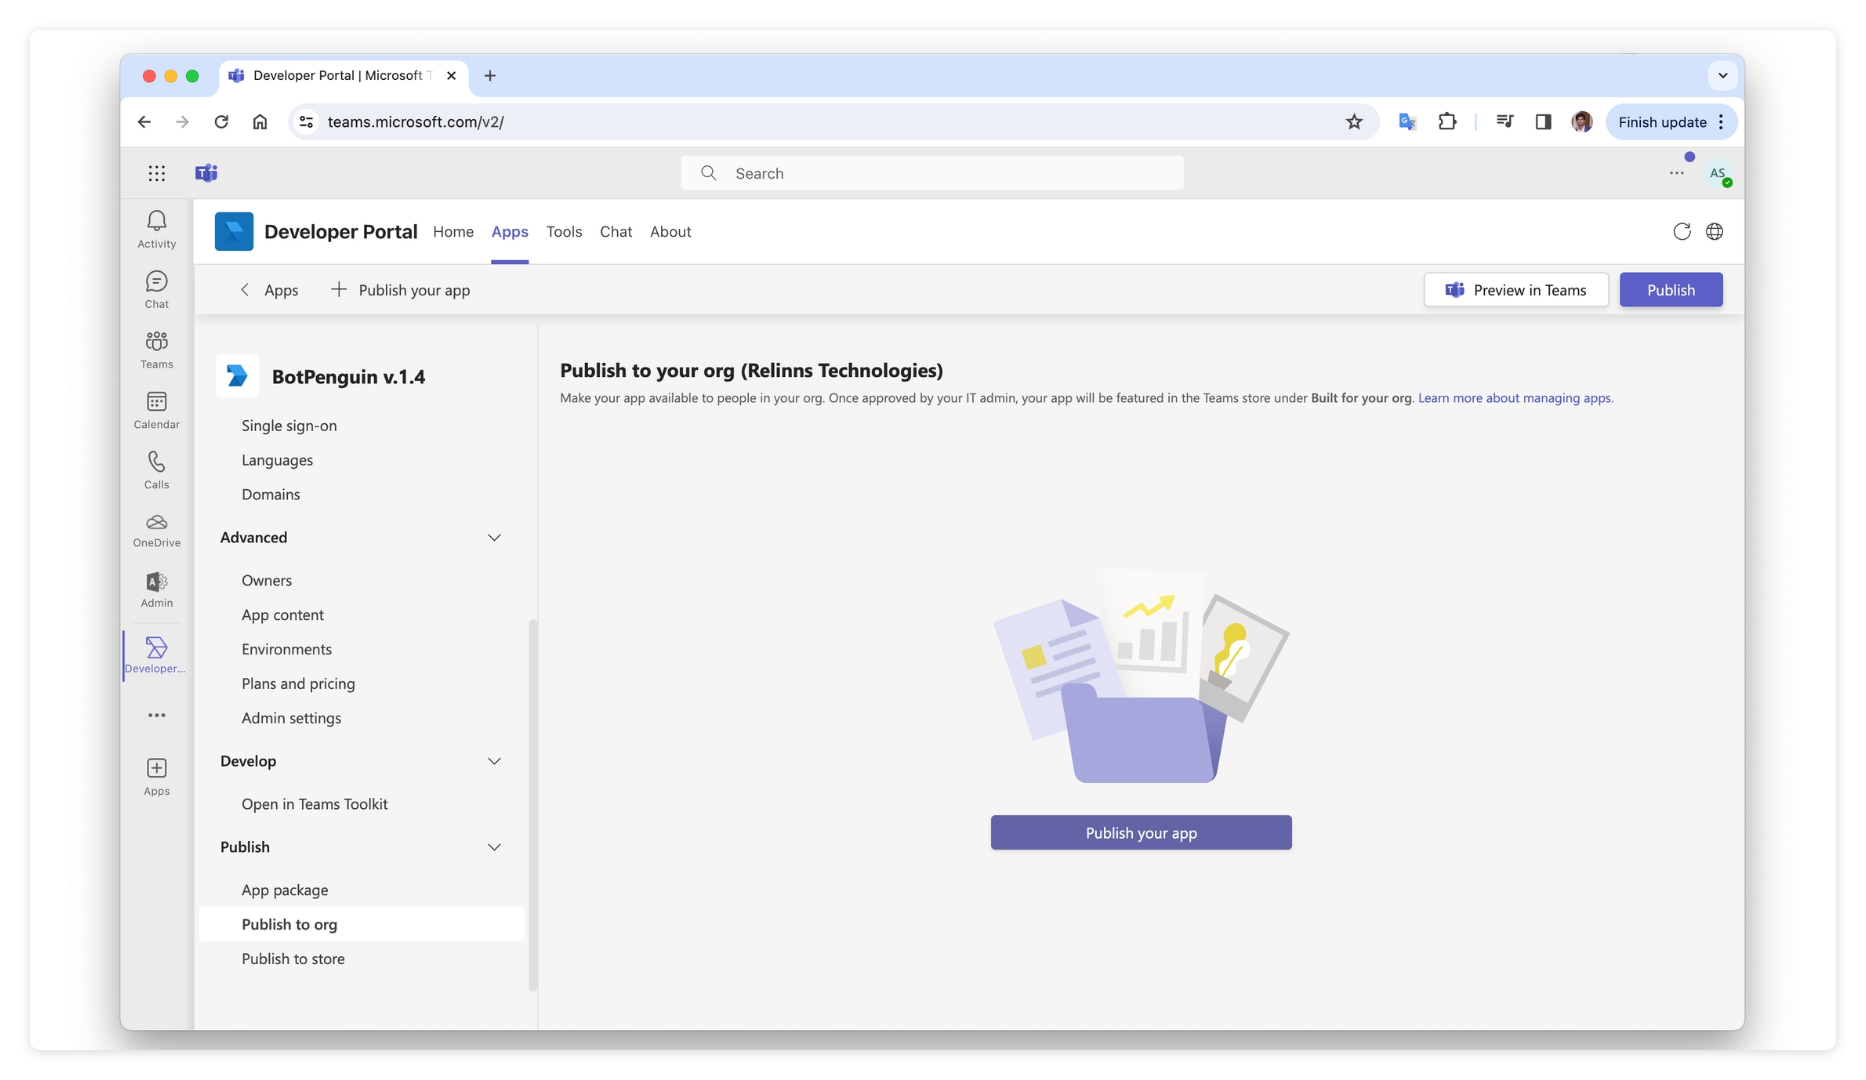 Developer Portal | Microsoft T
teams.microsoft.com/v2/
Finish update
Search
AS
Activity
Chat
Teams
Calendar
Calls
OneDrive
Admin
Developer...
Apps
Developer Portal
Home
Apps
Tools
Chat
About
Apps
Publish your app
Preview in Teams
Publish
BotPenguin v.1.4
Single sign-on
Languages
Domains
Advanced
Owners
App content
Environments
Plans and pricing
Admin settings
Develop
Open in Teams Toolkit
Publish
App package
Publish to org
Publish to store
Publish to your org (Relinns Technologies)
Make your app available to people in your org. Once approved by your IT admin, your app will be featured in the Teams store under Built for your org. Learn more about managing apps.
Publish your app